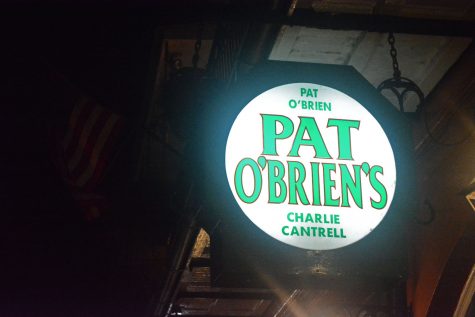 PAT
O'BRIEN
PAT
O'BRIEN'S
CHARLIE
CANTRELL